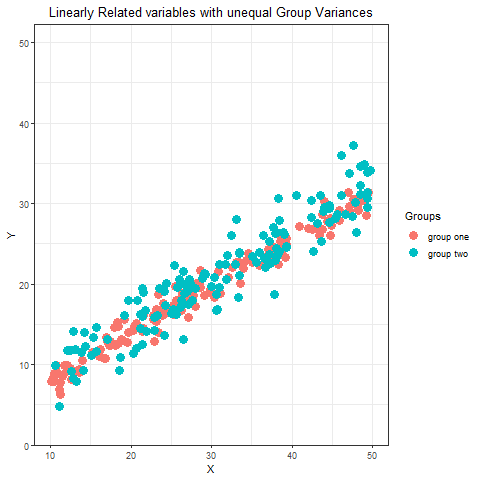 Linearly Related variables with unequal Group Variances
50
40
30
20
10
0
Y
10
20
30
40
50
X
Groups
group one
group two